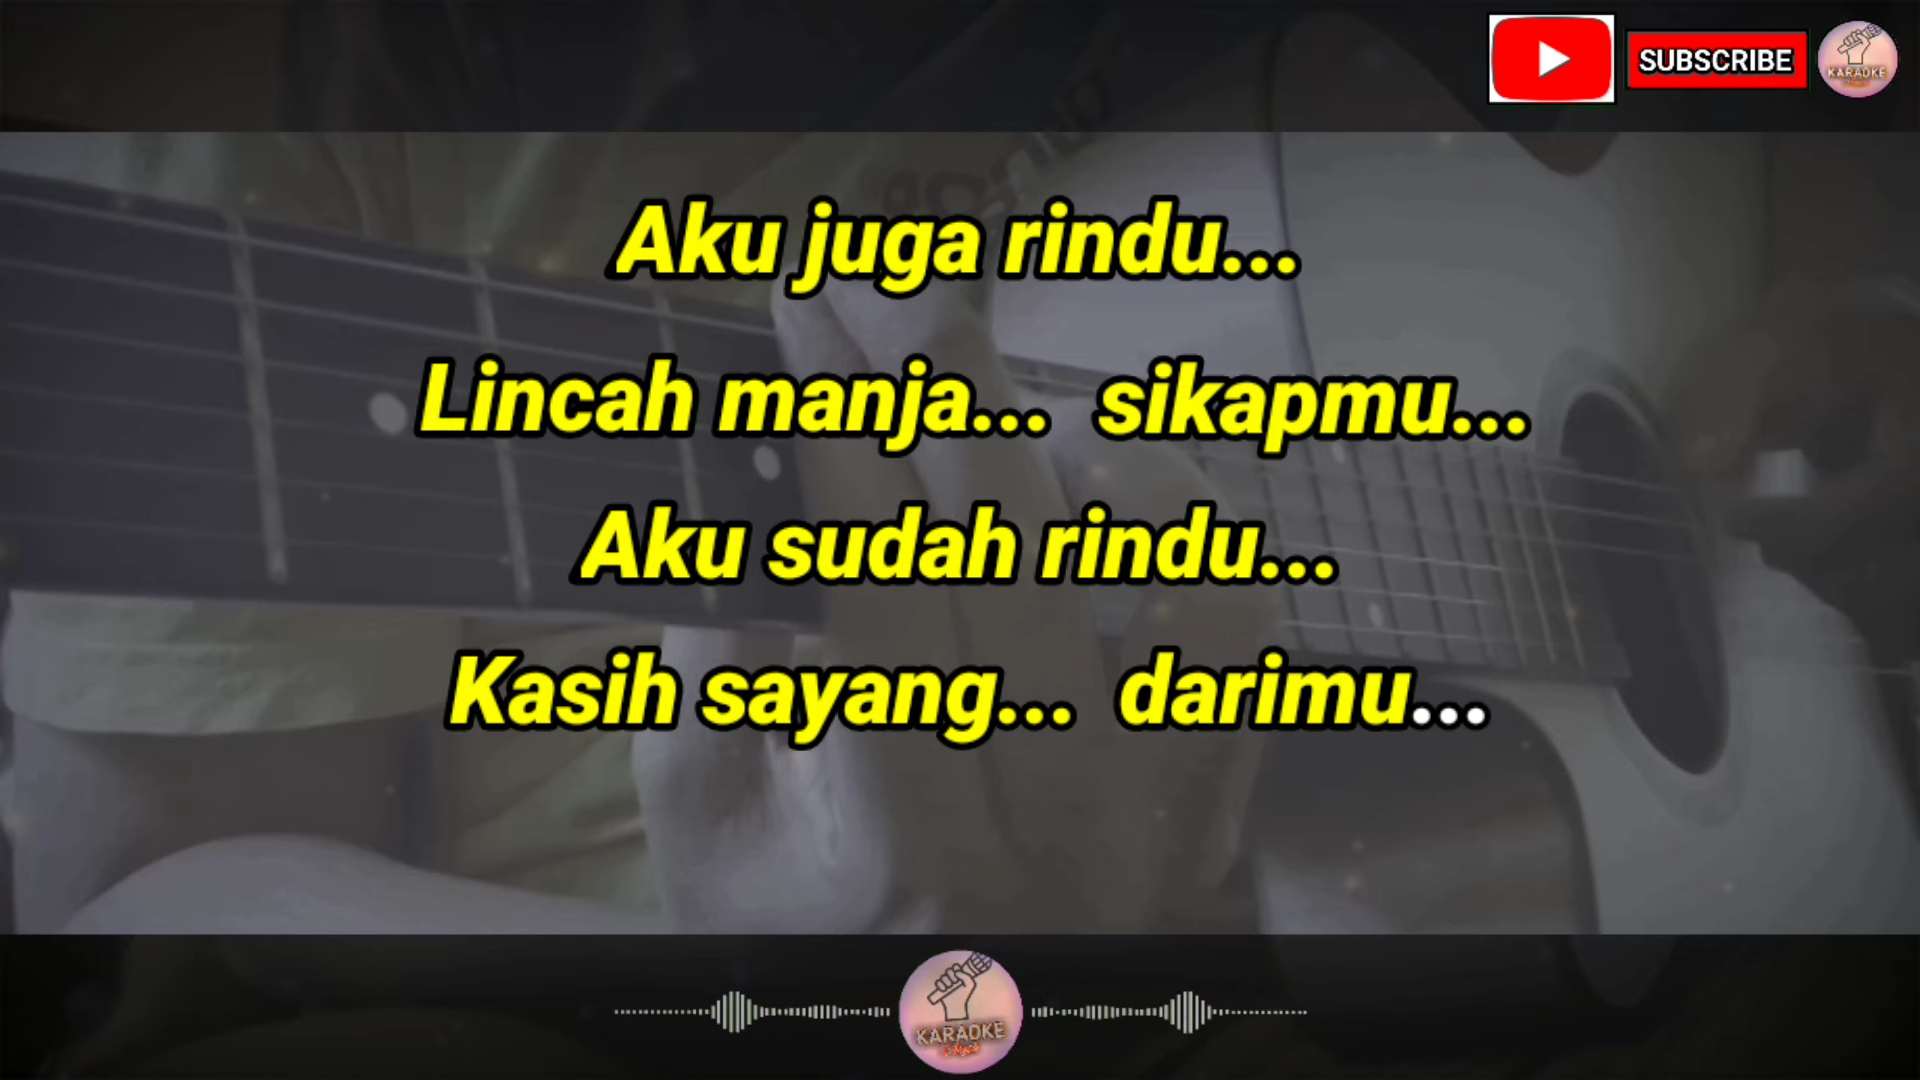 SUBSCRIBE
KARAOKE
Aku juga rindu...
Lincah manja... sikapmu...
Aku sudah rindu...
Kasih sayang... darimu...
KARAOKE